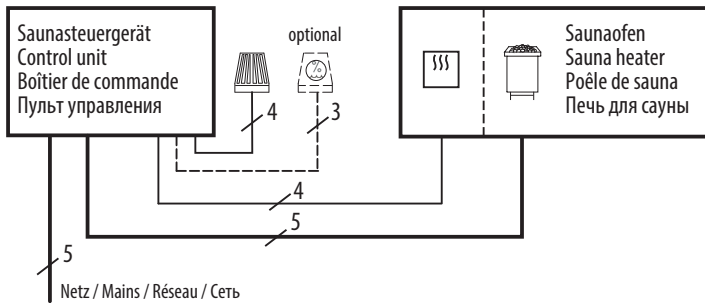 Saunasteuergerät
Control unit
Boîtier de commande
Пульт управления
optional
%
Saunaofen
Sauna heater
Poêle de sauna
Печь для сауны
4
3
4
5
5
Netz / Mains / Réseau / Сеть